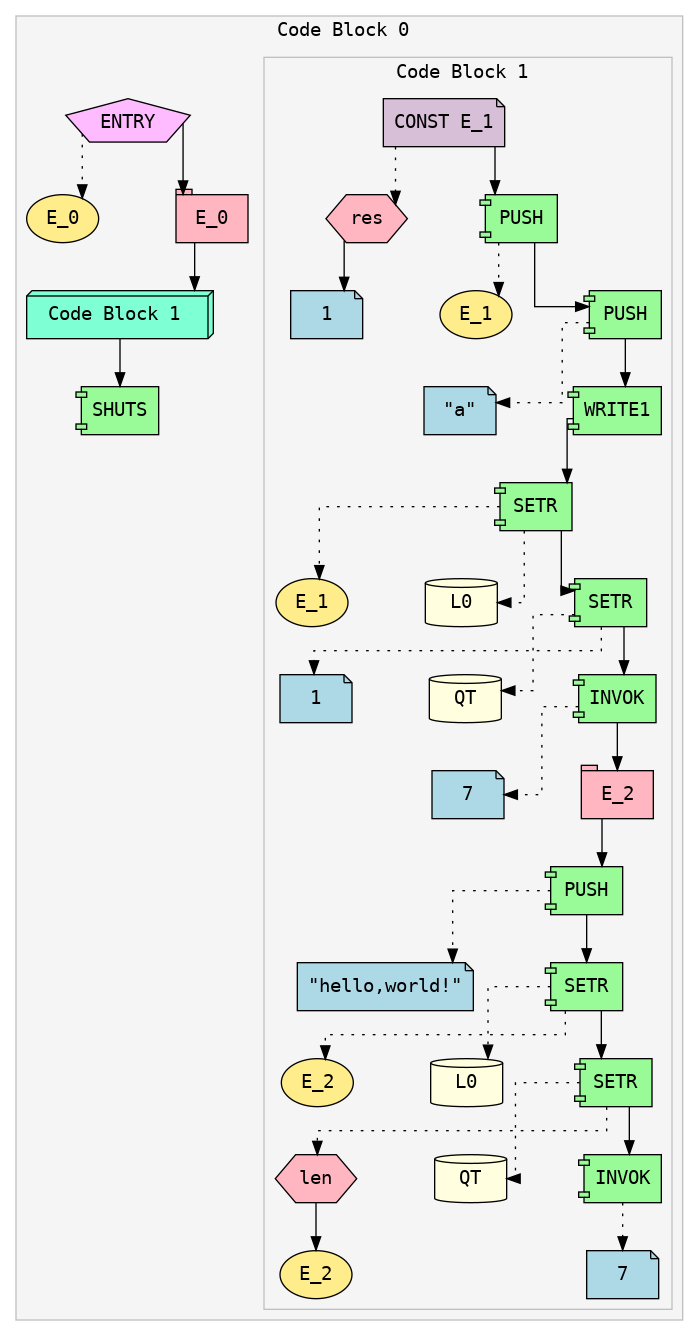 Code Block 0
Code Block 1
ENTRY
CONST E_1
E_0
E_0
res
PUSH
Code Block 1
1
E_1
PUSH
SHUTS
"a"
WRITE1
SETR
E_1
L0
SETR
1
QT
INVOK
7
E_2
PUSH
"hello,world!"
SETR
E_2
L0
SETR
len
QT
INVOK
E_2
7